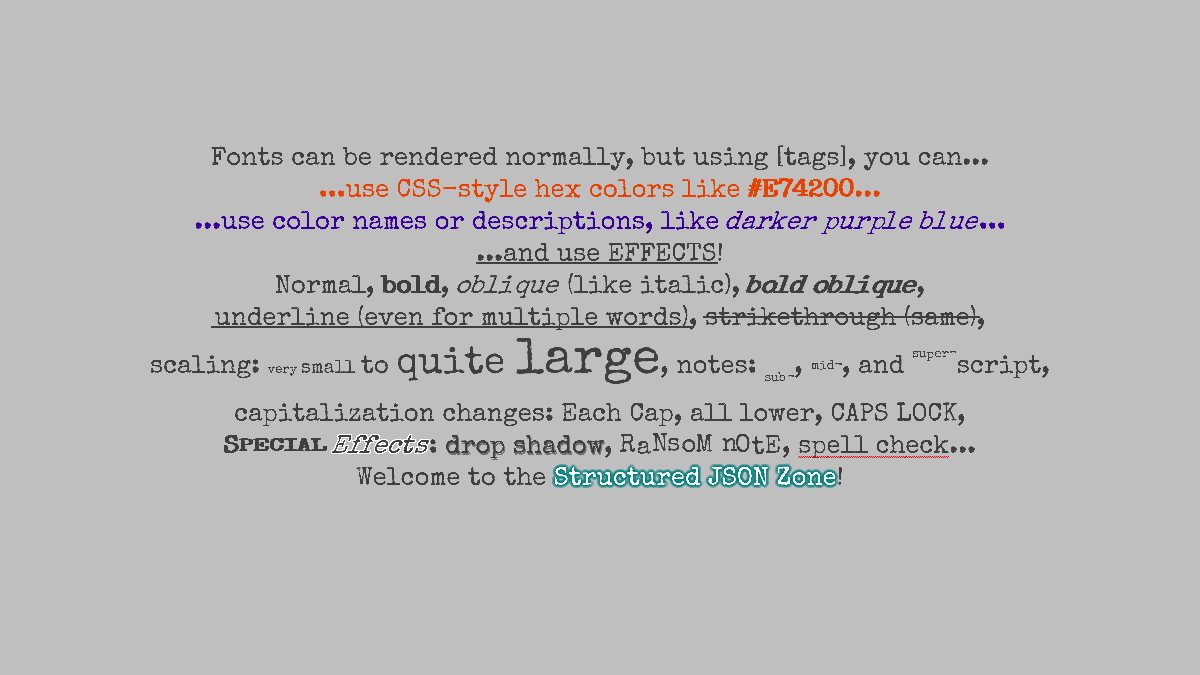 Fonts can be rendered normally, but using [tags], you can...
...use CSS-style hex colors like #E74200...
...use color names or descriptions, like darker purple blue...
...and use EFFECTS!
Normal, bold, oblique (like italic), bold oblique,
underline (even for multiple words), strikethrough (same),
scaling: very small to quite large, notes: sub¬, mid¬, and super¬script,
capitalization changes: Each Cap, all lower, CAPS LOCK,
SPECIAL Effects: drop shadow, RaNsoM nOtE, spell check...
Welcome to the Structured JSON Zone!